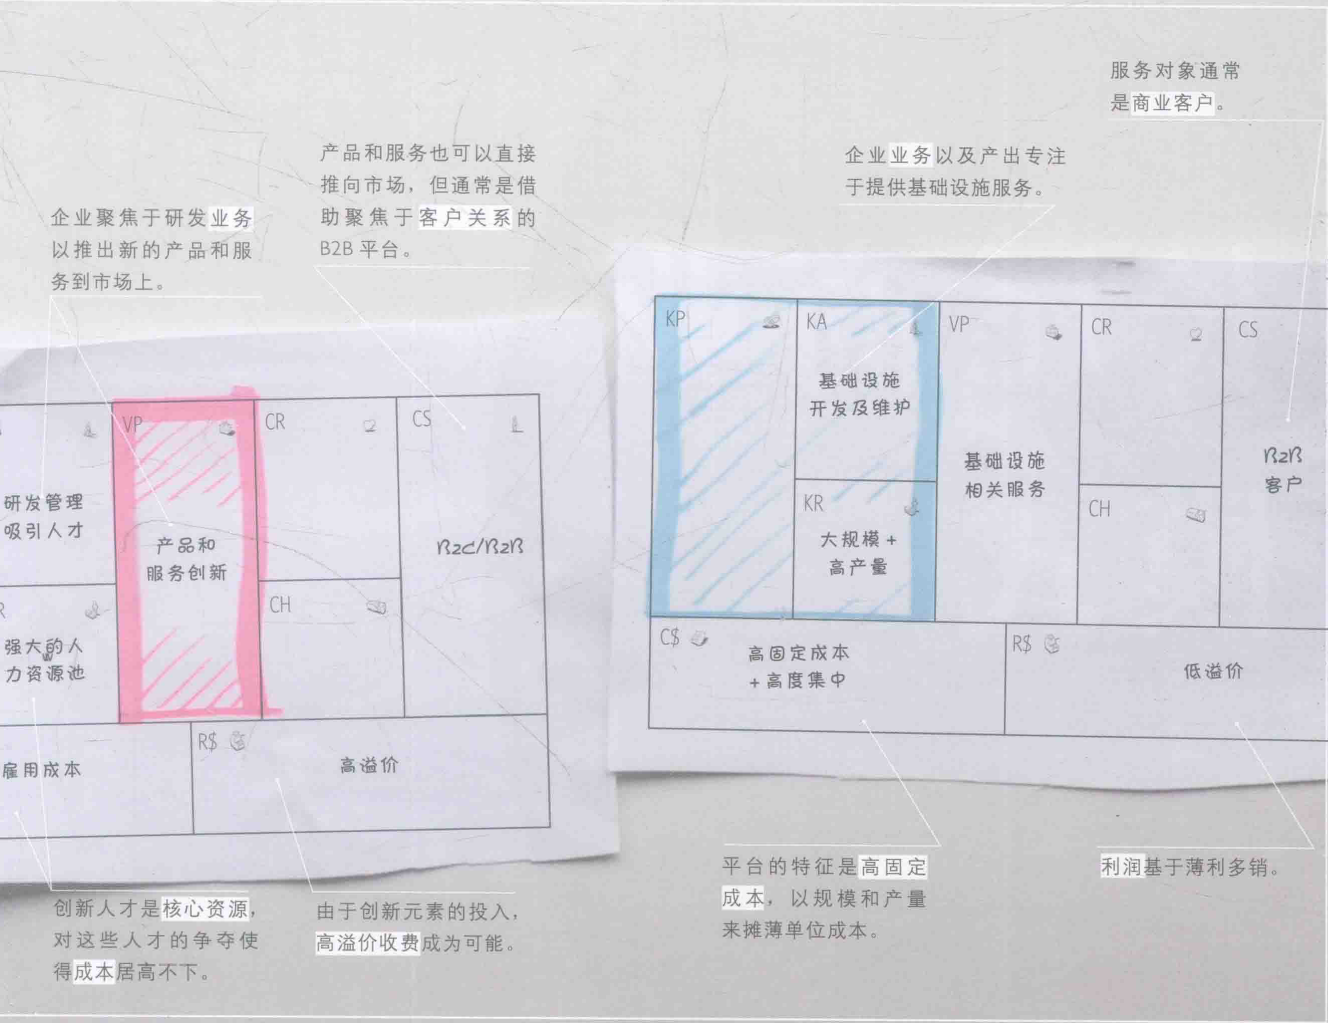 服务对象通常
是商业客户。
产品和服务也可以直接
推向市场，但通常是借
助聚焦于客户关系的
B2B 平台。
企业业务以及产出专注
于提供基础设施服务。
企业聚焦于研发业务
以推出新的产品和服
务到市场上。
VP
CR
CS
研发管理
吸引人才
产品和
服务创新
B2C/B2B
R
CH
强大的人
力资源池
雇用成本
R$
高溢价
KP
KA
VP
CR
CS
基础设施
开发及维护
基础设施
相关服务
B2B
客户
KR
CH
大规模 +
高产量
C$
高固定成本
+ 高度集中
R$
低溢价
创新人才是核心资源，
对这些人才的争夺使
得成本居高不下。
由于创新元素的投入，
高溢价收费成为可能。
平台的特征是高固定
成本，以规模和产量
来摊薄单位成本。
利润基于薄利多销。